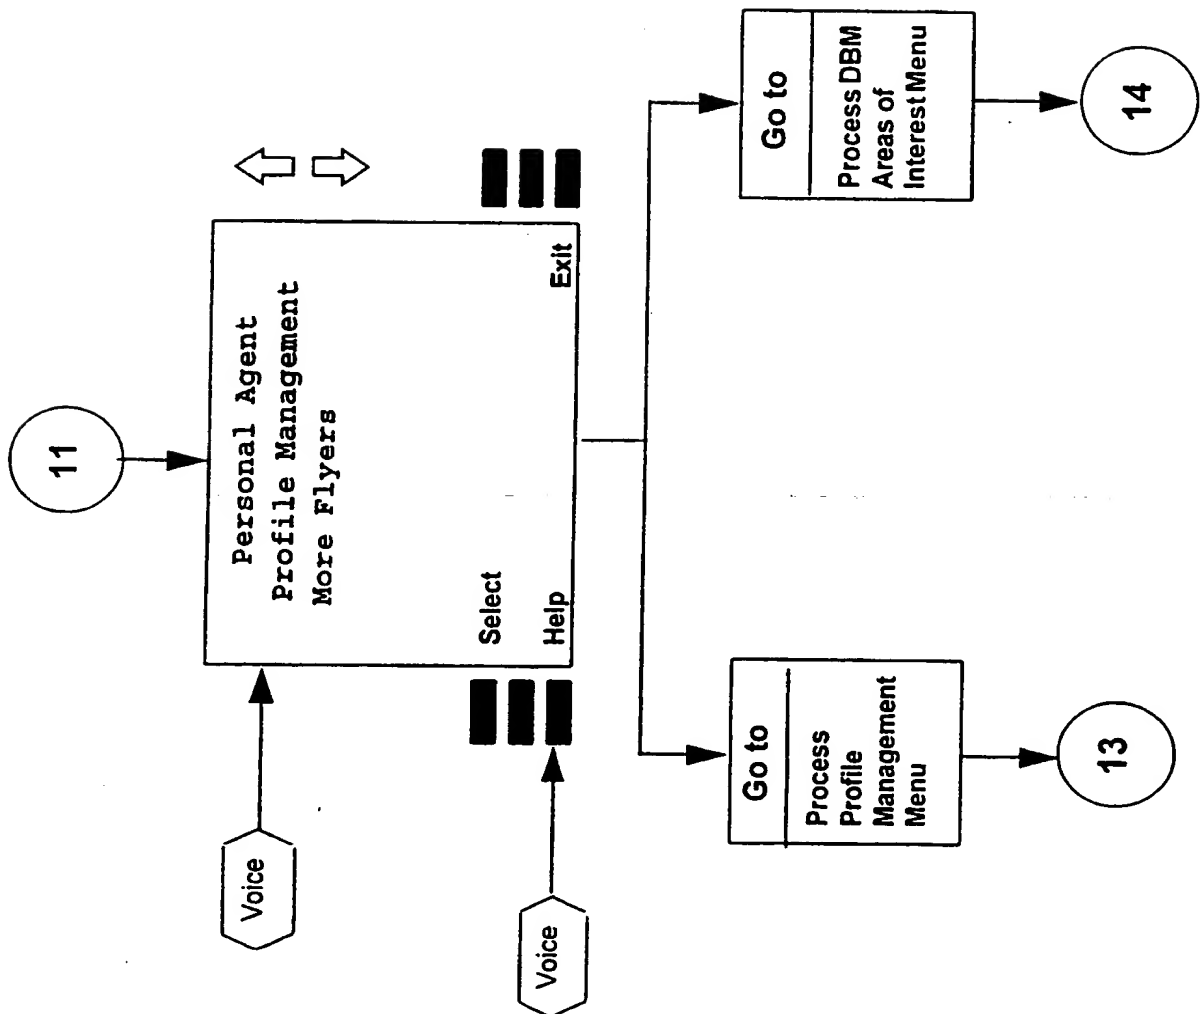 11
Voice
Personal Agent
Profile Management
More Flyers
Select
Help
Exit
Voice
Go to
Process
Profile
Management
Menu
13
Go to
Process DBM
Areas of
Interest Menu
14